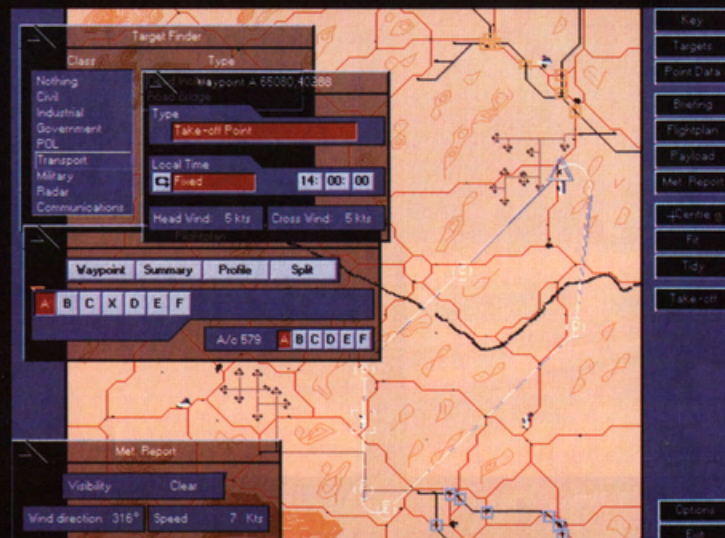 Target Finder
Class Type
Nothing
Civil
Industrial
Government
POL
Transport
Military
Radar
Communications
Waypoint A 65080,40288
Type
Take-off Point
Local Time
Fixed 14: 00: 00
Head Wind: 5 kts Cross Wind: 5 kts
Flightplan
Waypoint Summary Profile Split
A B C X D E F
A/c 579 A B C D E F
Met. Report
Visibility Clear
Wind direction 316° Speed 7 Kts
Key
Targets
Point Data
Briefing
Flightplan
Payload
Met. Report
Centre
Fit
Tidy
Take-off
Options
Exit